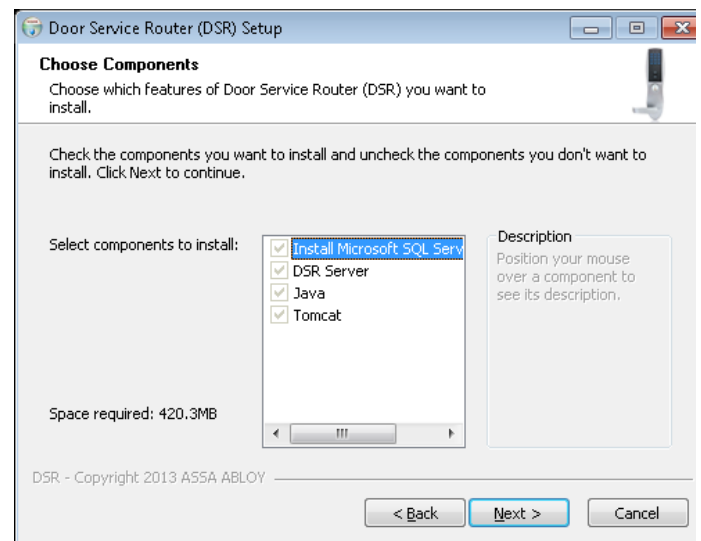 Door Service Router (DSR) Setup
Choose Components
Choose which features of Door Service Router (DSR) you want to
install.
Check the components you want to install and uncheck the components you don't want to
install. Click Next to continue.
Select components to install:
Install Microsoft SQL Serv
DSR Server
Java
Tomcat
Description
Position your mouse
over a component to
see its description.
Space required: 420.3MB
DSR - Copyright 2013 ASSA ABLOY
< Back
Next >
Cancel